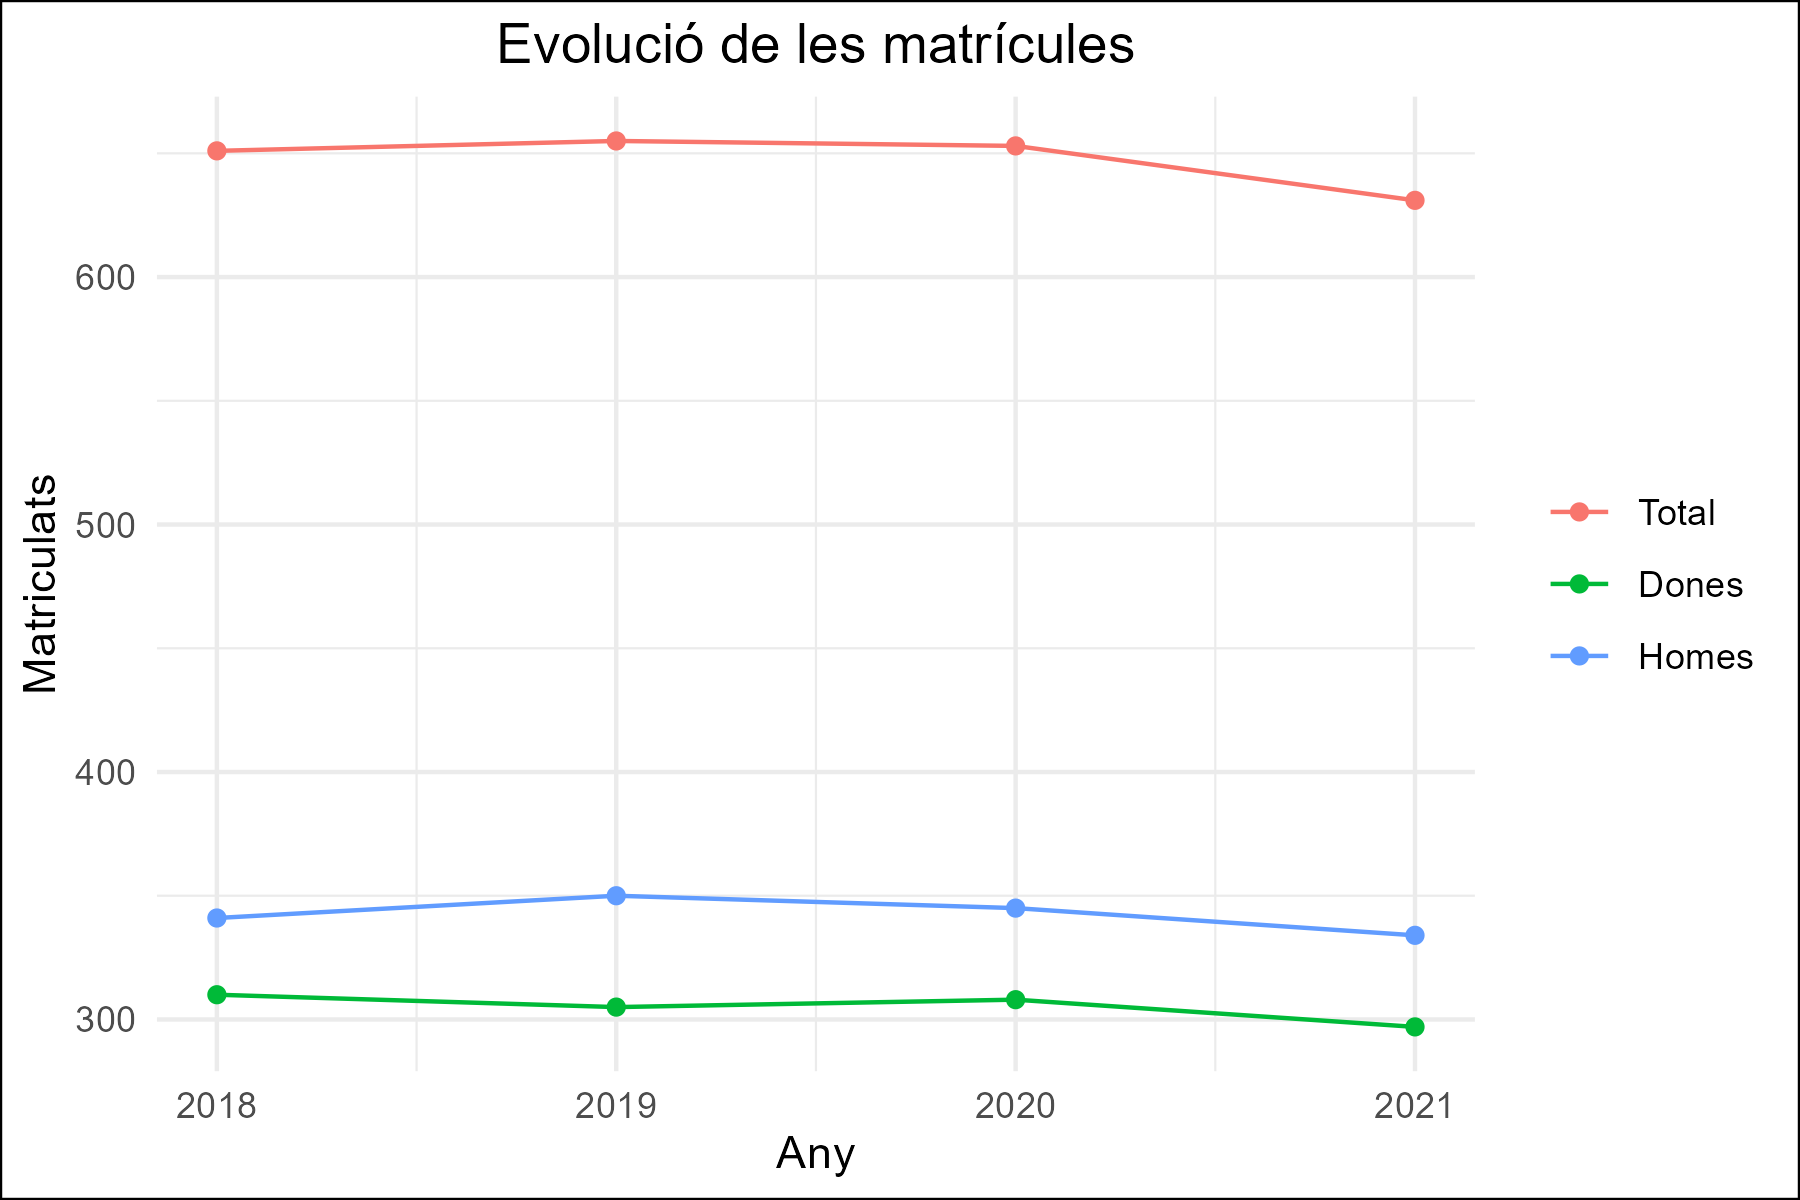 Evolució de les matrícules
Matriculats
600
500
400
300
2018
2019
2020
2021
Any
Total
Dones
Homes